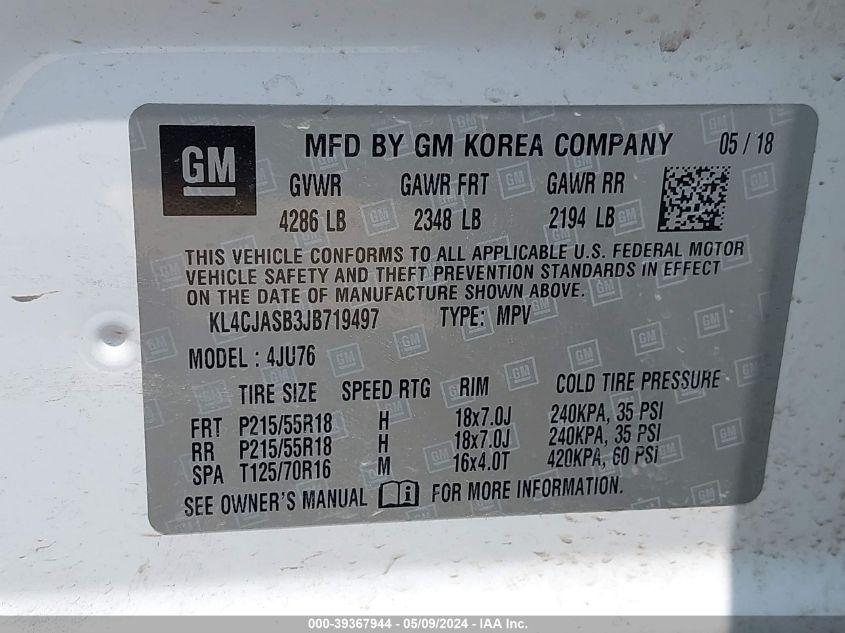 GM MFD BY GM KOREA COMPANY 05 / 18
GVWR GAWR FRT GAWR RR
4286 LB 2348 LB 2194 LB
THIS VEHICLE CONFORMS TO ALL APPLICABLE U.S. FEDERAL MOTOR
VEHICLE SAFETY AND THEFT PREVENTION STANDARDS IN EFFECT
ON THE DATE OF MANUFACTURE SHOWN ABOVE.
KL4CJASB3JB719497 TYPE: MPV
MODEL : 4JU76
TIRE SIZE SPEED RTG RIM COLD TIRE PRESSURE
FRT P215/55R18 H 18x7.0J 240KPA, 35 PSI
RR P215/55R18 H 18x7.0J 240KPA, 35 PSI
SPA T125/70R16 M 16x4.0T 420KPA, 60 PSI
SEE OWNER'S MANUAL FOR MORE INFORMATION.
000-39367944 - 05/09/2024 - IAA Inc.